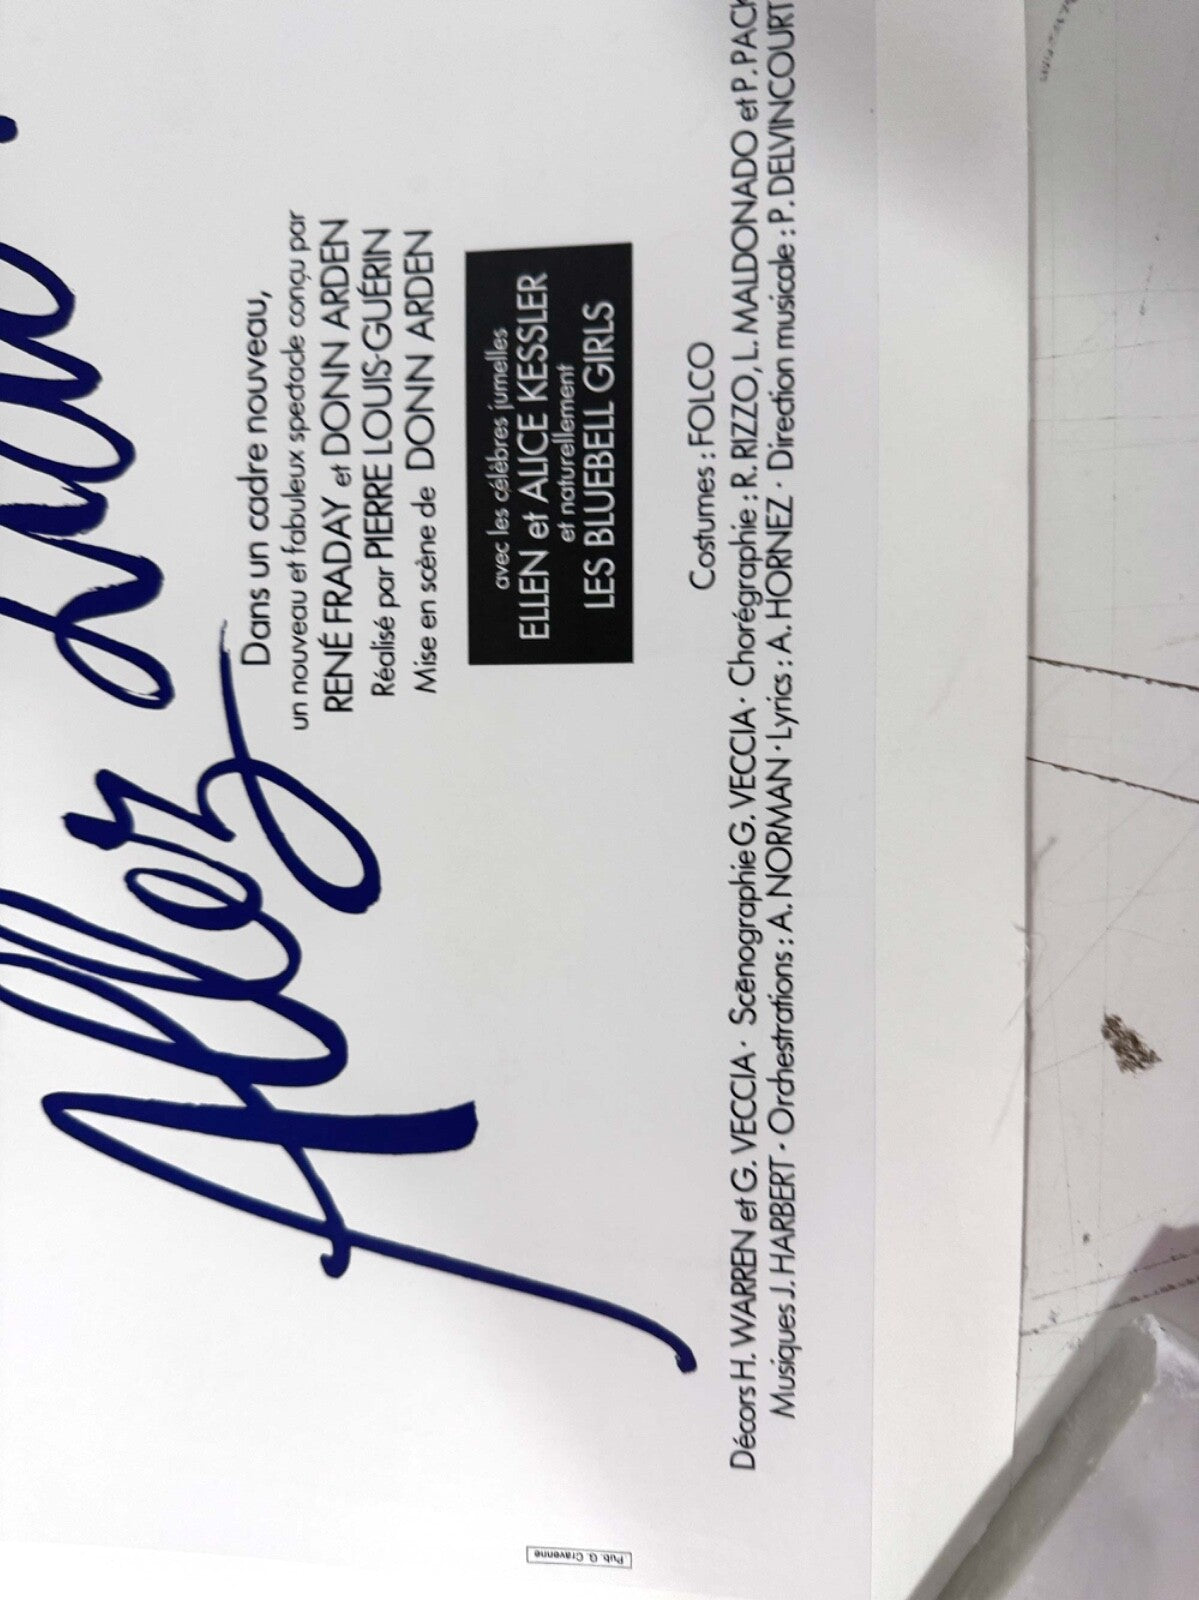 Allez Lido!
Dans un cadre nouveau,
un nouveau et fabuleux spectacle conçu par
RENÉ FRADAY et DONN ARDEN
Réalisé par PIERRE LOUIS-GUÉRIN
Mise en scène de DONN ARDEN
avec les célèbres jumelles
ELLEN et ALICE KESSLER
et naturellement
LES BLUEBELL GIRLS
Costumes : FOLCO
Décors H. WARREN et G. VECCIA · Scénographie G. VECCIA · Chorégraphie : R. RIZZO, L. MALDONADO et P. PACK
Musiques J. HARBERT · Orchestrations : A. NORMAN · Lyrics : A. HORNEZ · Direction musicale : P. DELVINCOURT
Pub. G. Cravenne